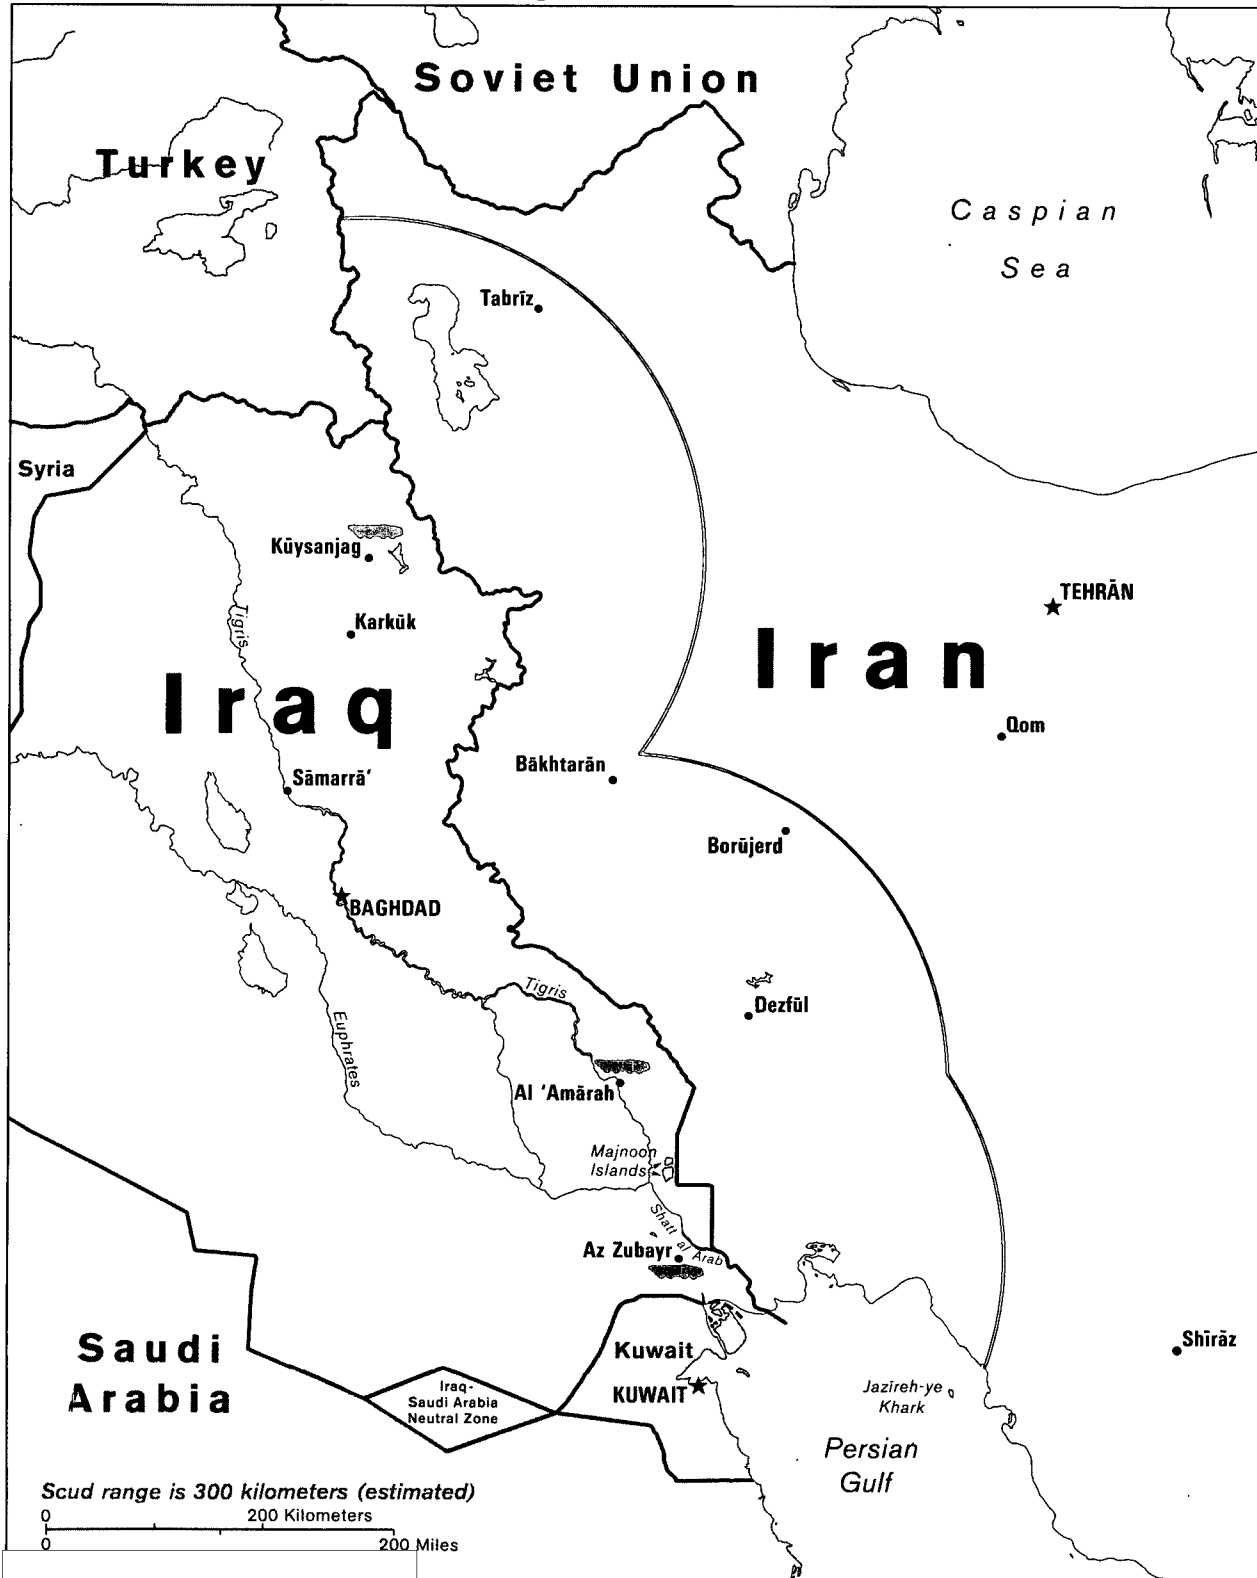 Soviet Union
Turkey
Caspian
Sea
Tabrīz
Syria
Kūysanjag
TEHRĀN
Tigris
Karkūk
Iran
Iraq
Qom
Bākhtarān
Sāmarrā'
Borūjerd
BAGHDAD
Tigris
Dezfūl
Euphrates
Al 'Amārah
Majnoon
Islands
Shatt al Arab
Az Zubayr
Saudi
Arabia
Kuwait
Shīrāz
KUWAIT
Iraq-
Saudi Arabia
Neutral Zone
Jazīreh-ye
Khark
Persian
Gulf
Scud range is 300 kilometers (estimated)
0 200 Kilometers
0 200 Miles